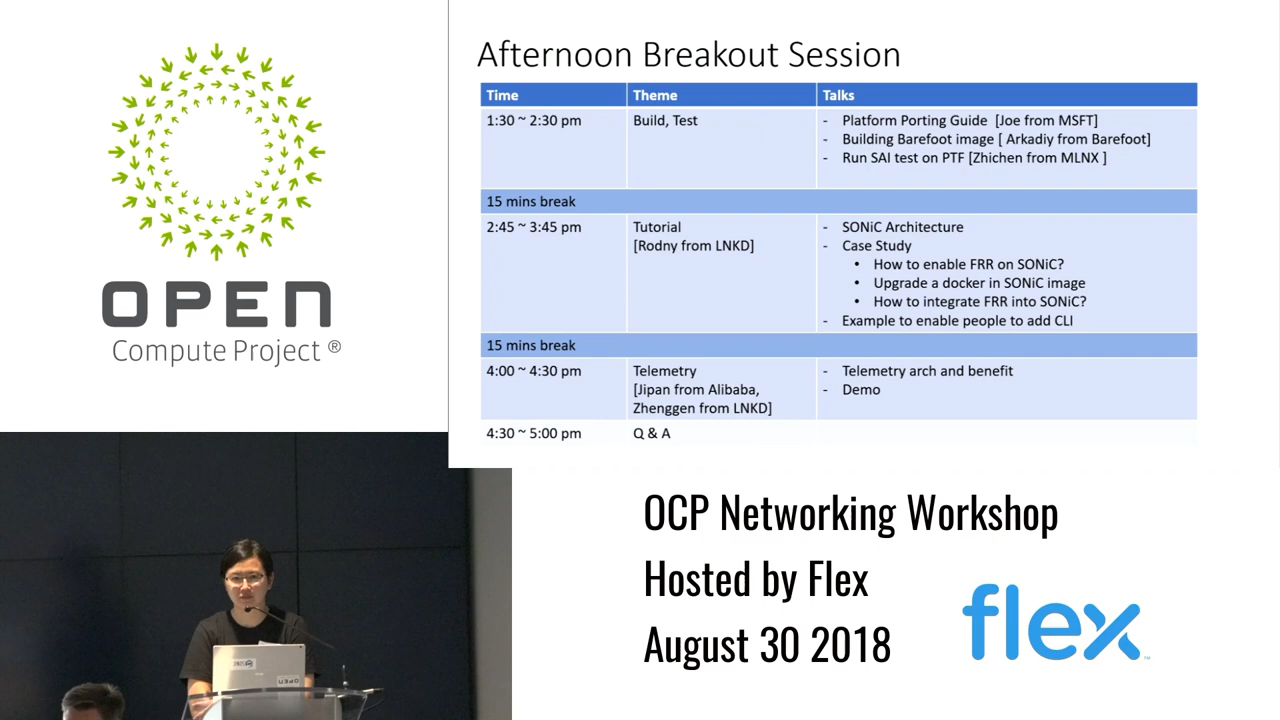 OPEN
Compute Project ®
Afternoon Breakout Session
Time Theme Talks
1:30 ~ 2:30 pm Build, Test - Platform Porting Guide [Joe from MSFT]
- Building Barefoot image [ Arkadiy from Barefoot]
- Run SAI test on PTF [Zhichen from MLNX ]
15 mins break
2:45 ~ 3:45 pm Tutorial - SONiC Architecture
[Rodny from LNKD] - Case Study
• How to enable FRR on SONiC?
• Upgrade a docker in SONiC image
• How to integrate FRR into SONiC?
- Example to enable people to add CLI
15 mins break
4:00 ~ 4:30 pm Telemetry - Telemetry arch and benefit
[Jipan from Alibaba, - Demo
Zhenggen from LNKD]
4:30 ~ 5:00 pm Q & A
OCP Networking Workshop
Hosted by Flex
August 30 2018
flex
OPEN